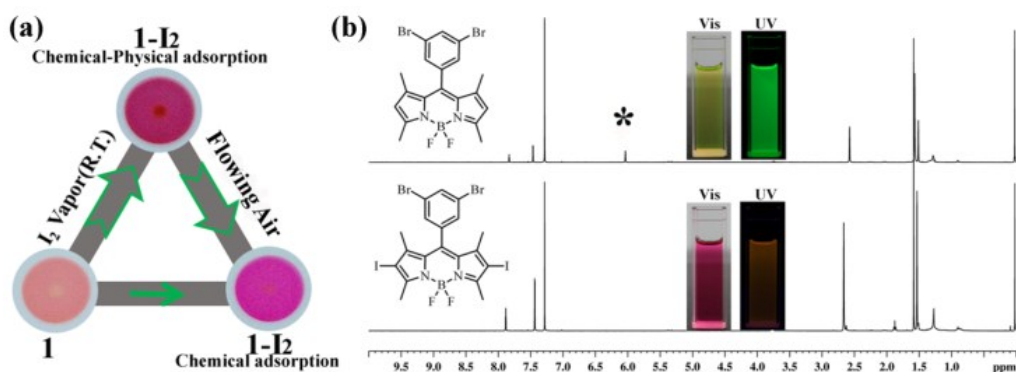 (a)
1-I2
Chemical-Physical adsorption
I2 Vapor(R.T.)
Flowing Air
1
1-I2
Chemical adsorption
(b)
Br Br
N N
B
F F
*
Vis UV
Br Br
I I
N N
B
F F
Vis UV
9.5 9.0 8.5 8.0 7.5 7.0 6.5 6.0 5.5 5.0 4.5 4.0 3.5 3.0 2.5 2.0 1.5 1.0 ppm